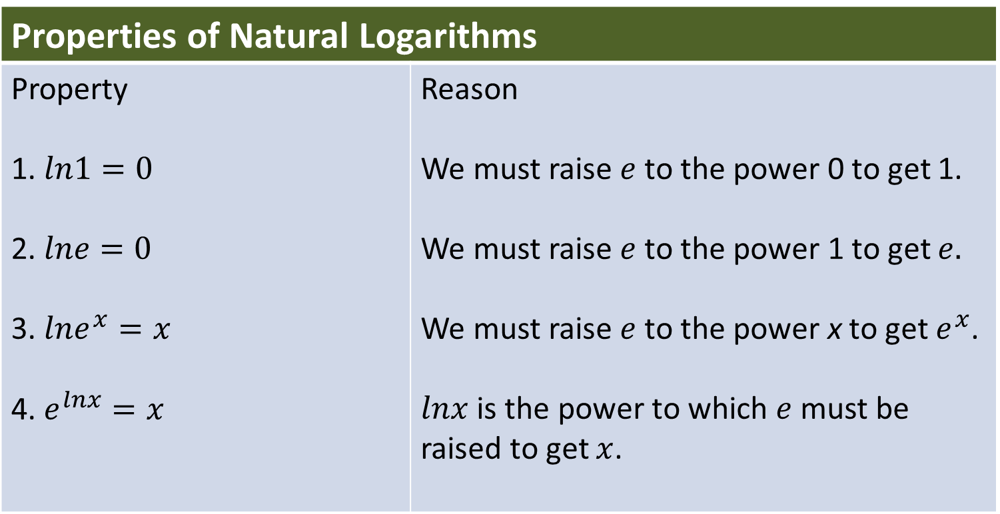 Properties of Natural Logarithms
Property
Reason
1. ln1 = 0
We must raise e to the power 0 to get 1.
2. lne = 0
We must raise e to the power 1 to get e.
3. lneˣ = x
We must raise e to the power x to get eˣ.
4. e^{lnx} = x
lnx is the power to which e must be
raised to get x.